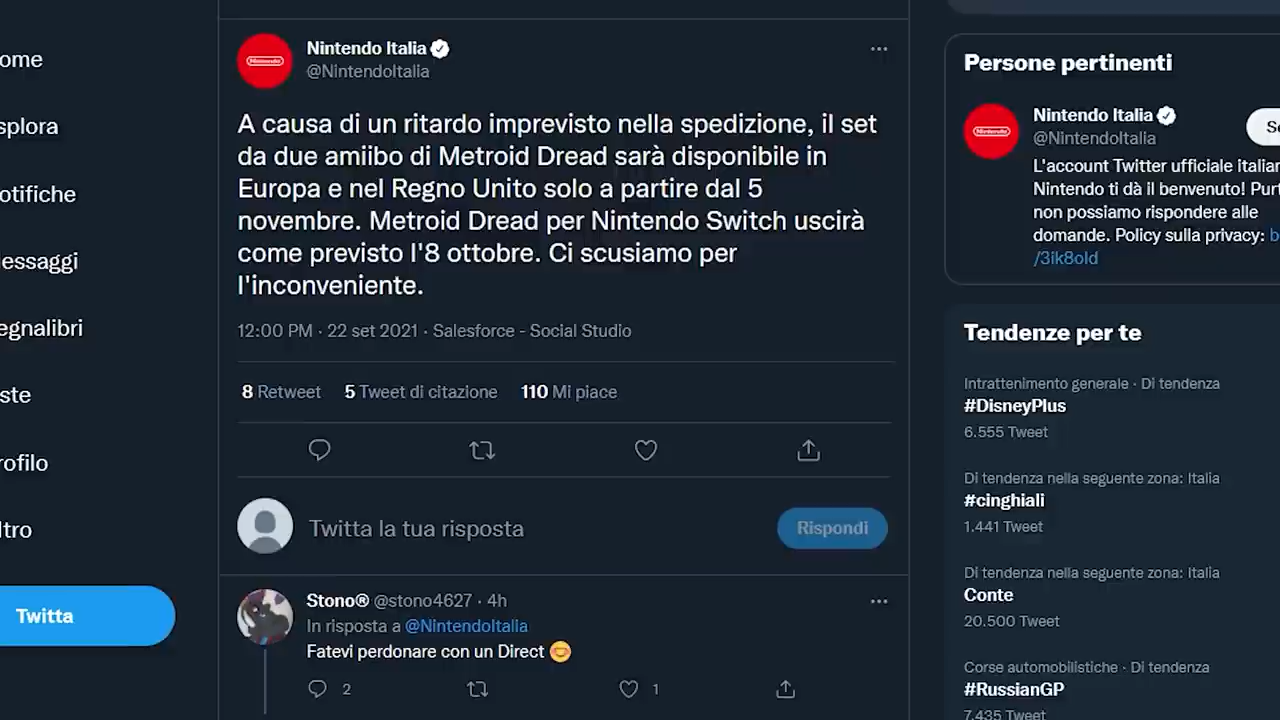 ome
splora
otifiche
essaggi
egnalibri
ste
rofilo
ltro
Twitta
Nintendo Italia
@NintendoItalia
A causa di un ritardo imprevisto nella spedizione, il set
da due amiibo di Metroid Dread sarà disponibile in
Europa e nel Regno Unito solo a partire dal 5
novembre. Metroid Dread per Nintendo Switch uscirà
come previsto l'8 ottobre. Ci scusiamo per
l'inconveniente.
12:00 PM · 22 set 2021 · Salesforce - Social Studio
8 Retweet 5 Tweet di citazione 110 Mi piace
Twitta la tua risposta
Rispondi
Stono® @stono4627 · 4h
In risposta a @NintendoItalia
Fatevi perdonare con un Direct 😊
2 1
Persone pertinenti
Nintendo Italia
Se
@NintendoItalia
L'account Twitter ufficiale italian
Nintendo ti dà il benvenuto! Purt
non possiamo rispondere alle
domande. Policy sulla privacy: b
/3ik8old
Tendenze per te
Intrattenimento generale · Di tendenza
#DisneyPlus
6.555 Tweet
Di tendenza nella seguente zona: Italia
#cinghiali
1.441 Tweet
Di tendenza nella seguente zona: Italia
Conte
20.500 Tweet
Corse automobilistiche · Di tendenza
#RussianGP
7.435 Tweet